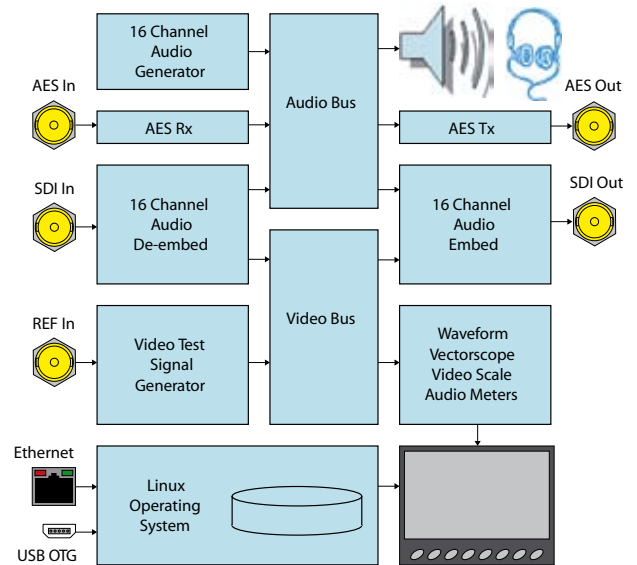 16 Channel
Audio
Generator
Audio Bus
AES In
AES Rx
AES Tx
AES Out
SDI In
16 Channel
Audio
De-embed
16 Channel
Audio
Embed
SDI Out
REF In
Video Test
Signal
Generator
Video Bus
Waveform
Vectorscope
Video Scale
Audio Meters
Ethernet
Linux
Operating
System
USB OTG